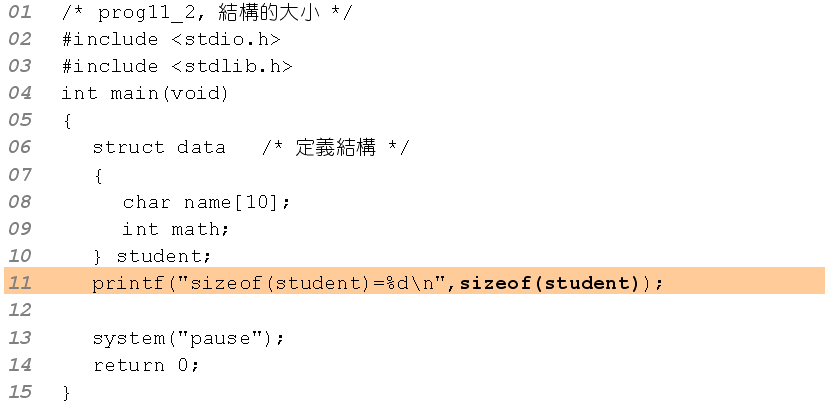 01 /* prog11_2, 結構的大小 */
02 #include <stdio.h>
03 #include <stdlib.h>
04 int main(void)
05 {
06 struct data /* 定義結構 */
07 {
08 char name[10];
09 int math;
10 } student;
11 printf("sizeof(student)=%d\n",sizeof(student));
12
13 system("pause");
14 return 0;
15 }